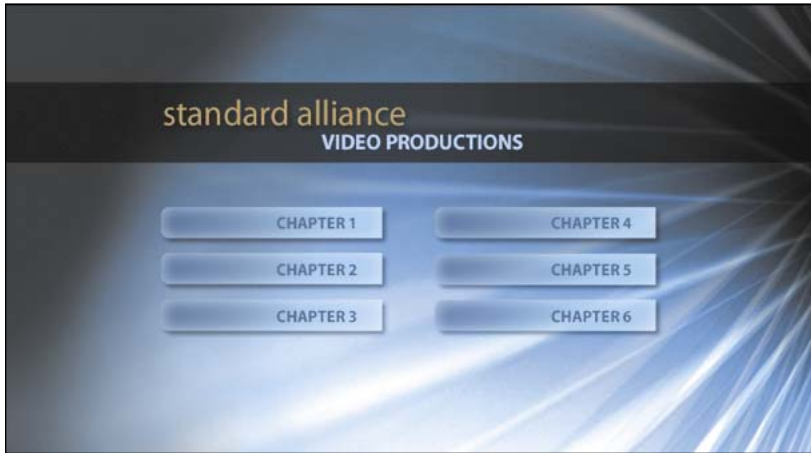 standard alliance
VIDEO PRODUCTIONS
CHAPTER 1
CHAPTER 2
CHAPTER 3
CHAPTER 4
CHAPTER 5
CHAPTER 6